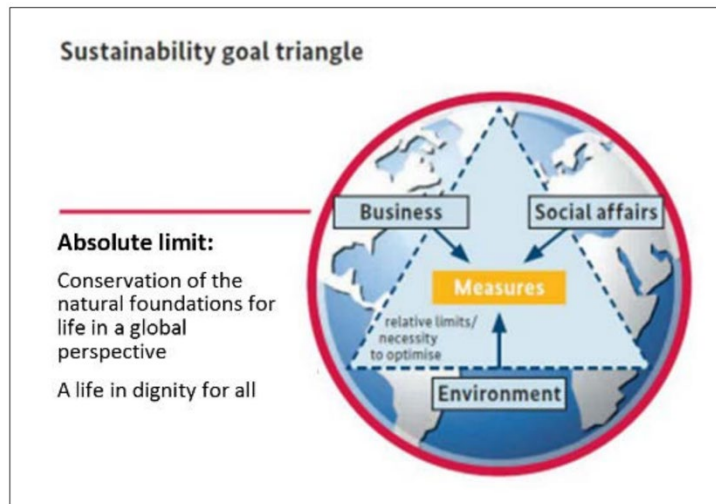 Sustainability goal triangle
Business
Social affairs
Absolute limit:
Conservation of the
natural foundations for
life in a global
perspective
A life in dignity for all
Measures
relative limits/
necessity
to optimise
Environment